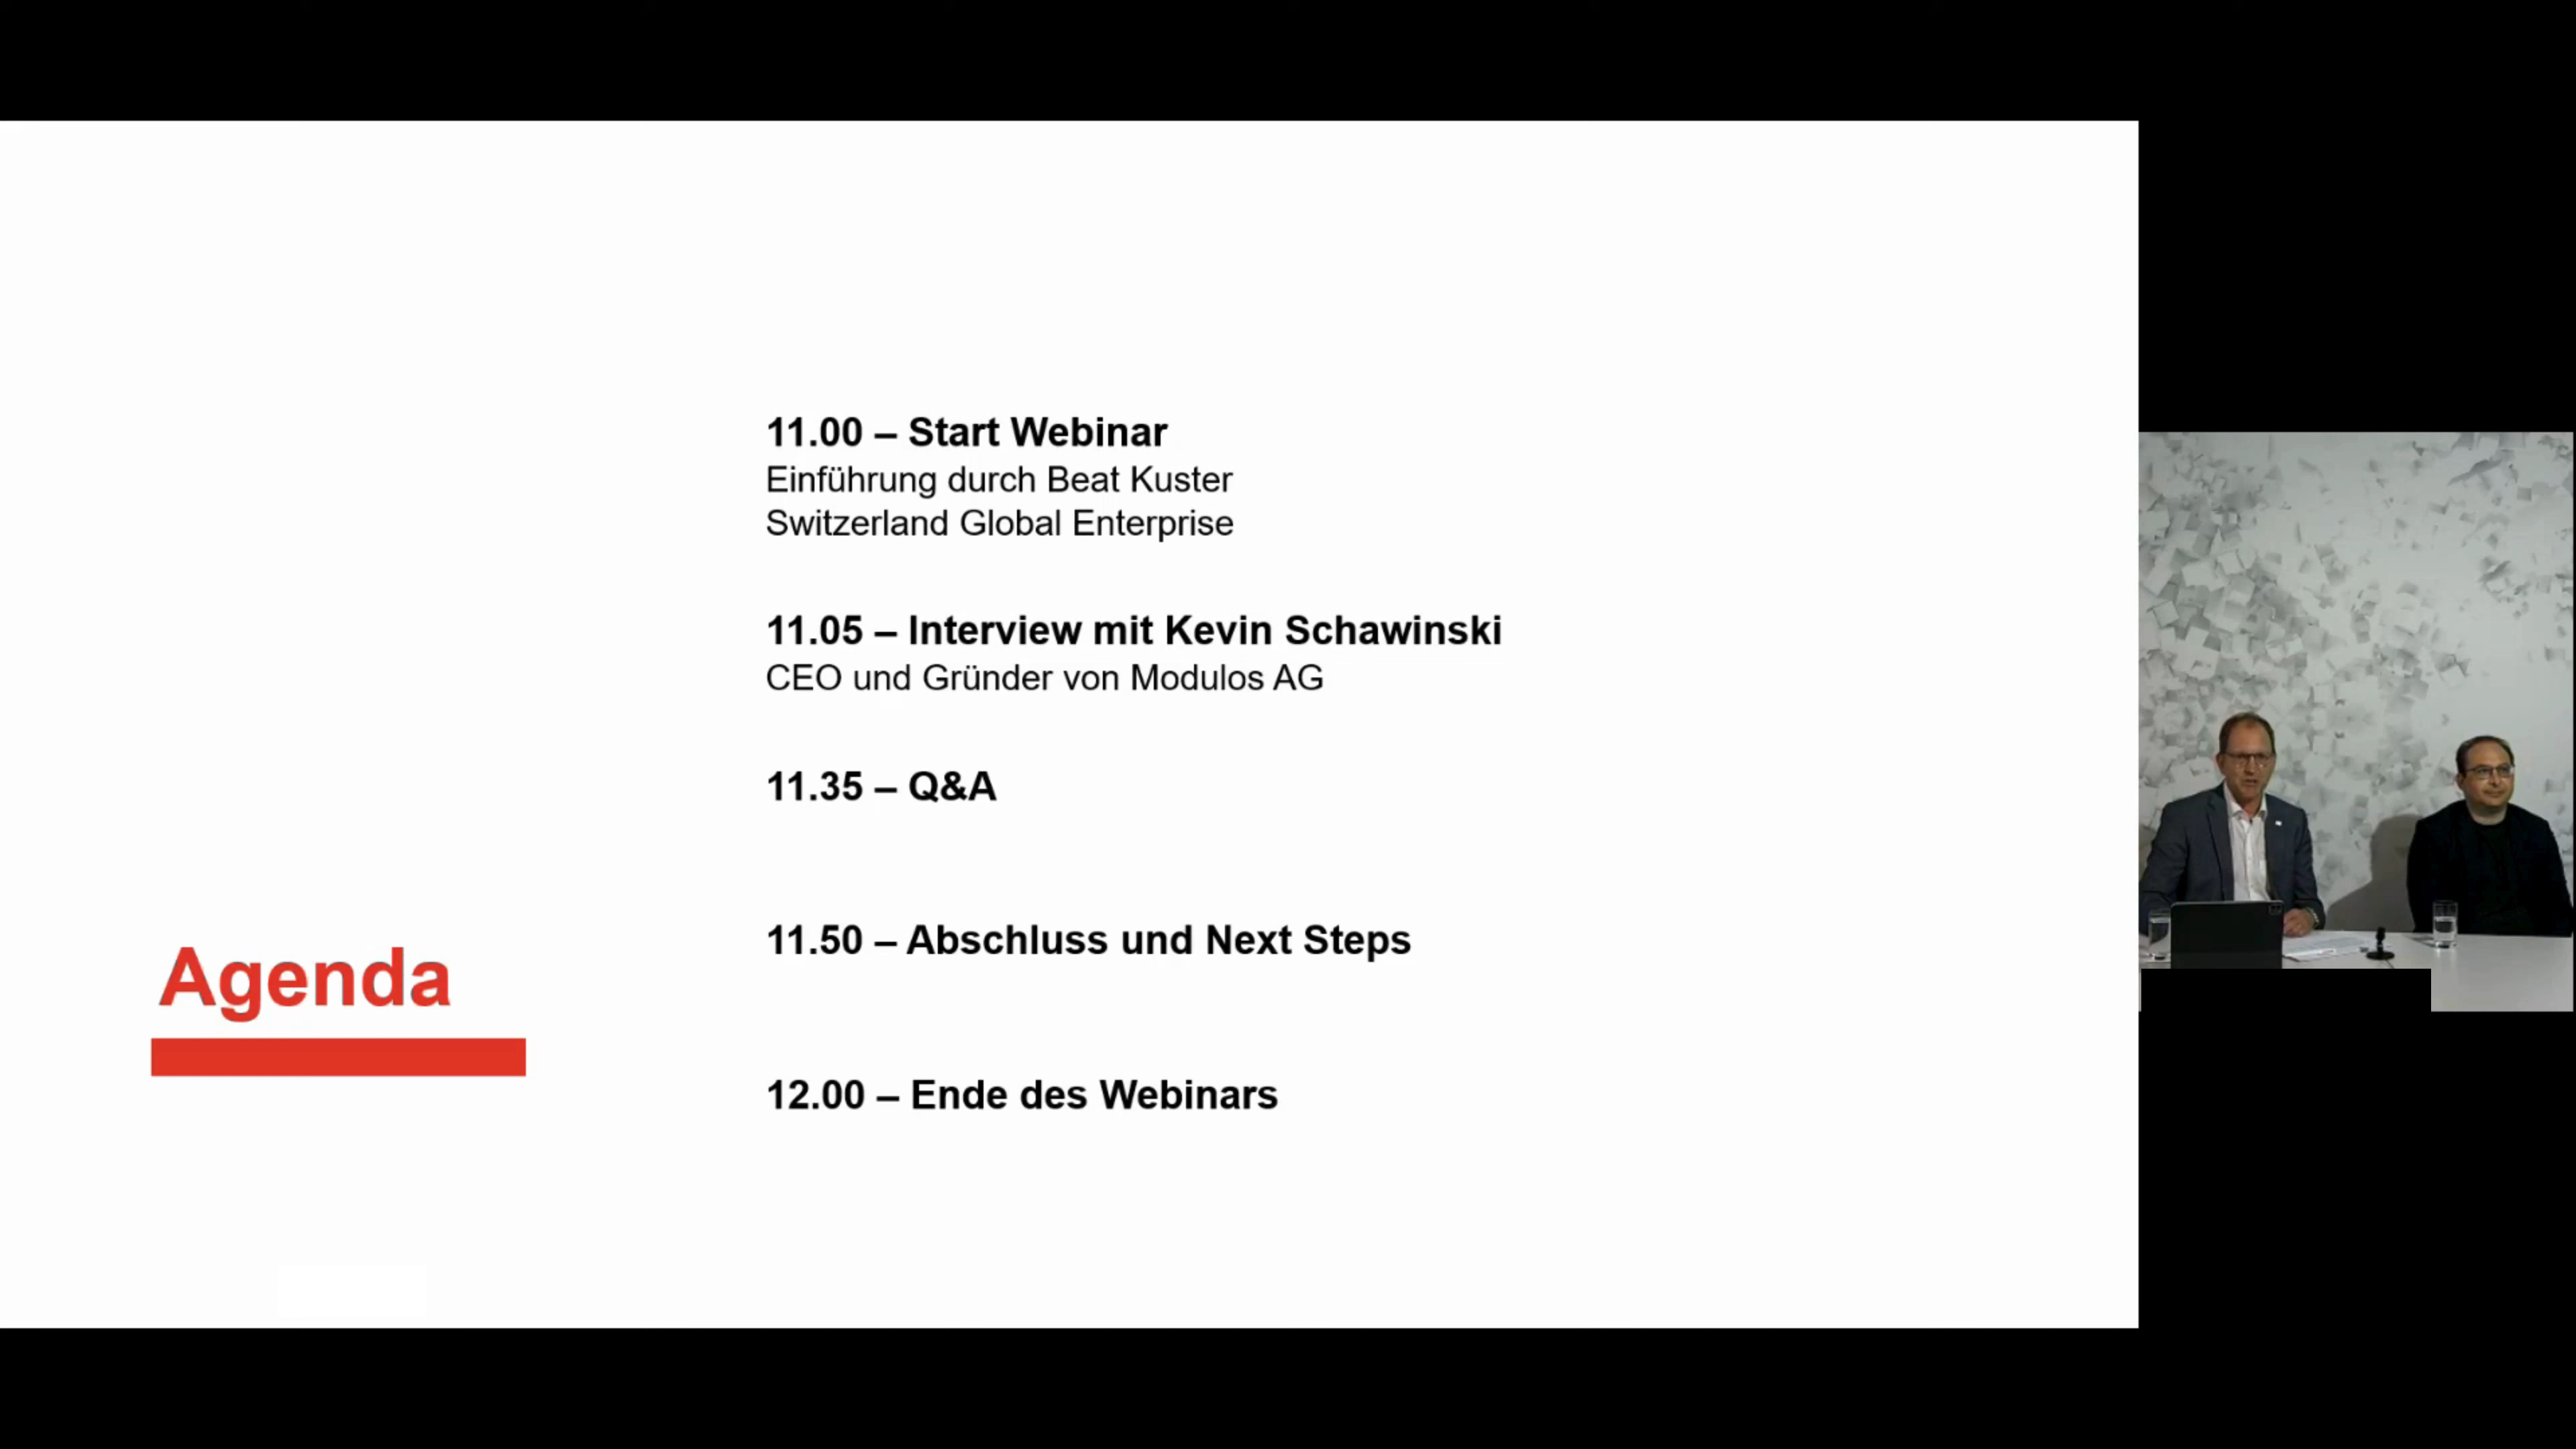 11.00 – Start Webinar
Einführung durch Beat Kuster
Switzerland Global Enterprise
11.05 – Interview mit Kevin Schawinski
CEO und Gründer von Modulos AG
11.35 – Q&A
11.50 – Abschluss und Next Steps
Agenda
12.00 – Ende des Webinars